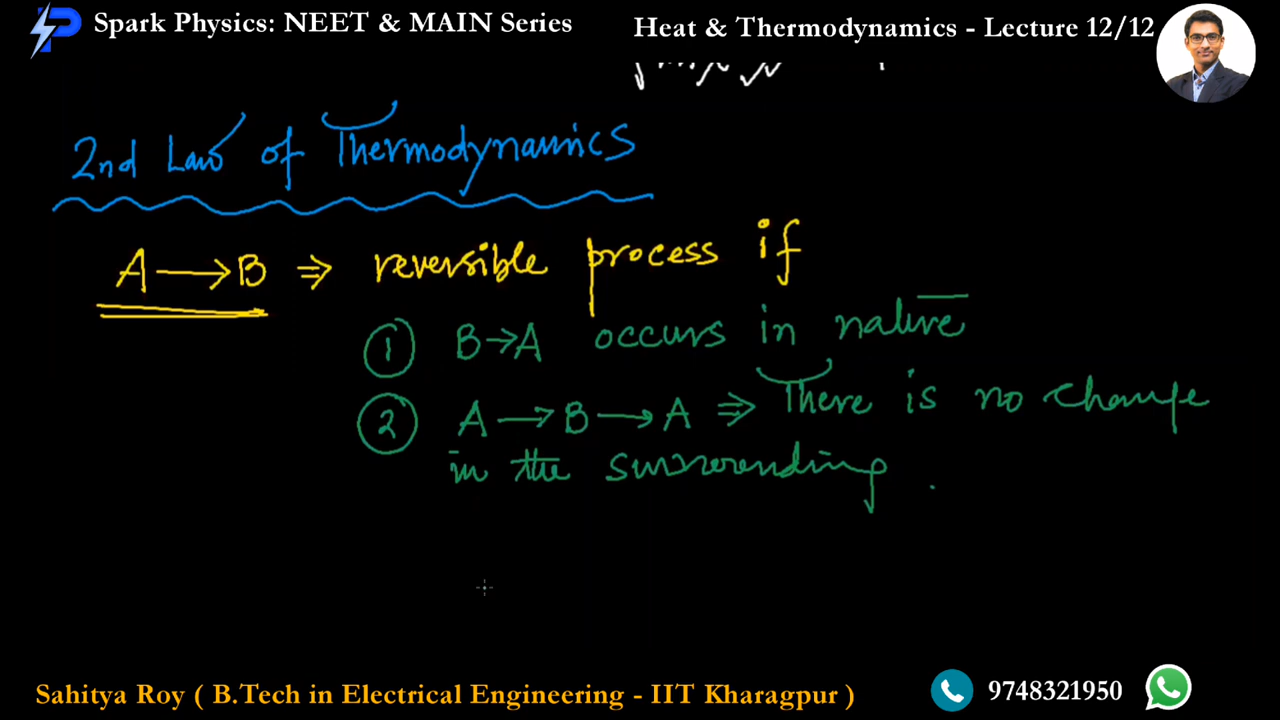 Spark Physics: NEET & MAIN Series
Heat & Thermodynamics - Lecture 12/12
2nd Law of Thermodynamics
A → B ⇒ reversible process if
① B→A occurs in native
② A → B → A ⇒ There is no change
in the surrounding .
Sahitya Roy ( B.Tech in Electrical Engineering - IIT Kharagpur )
9748321950